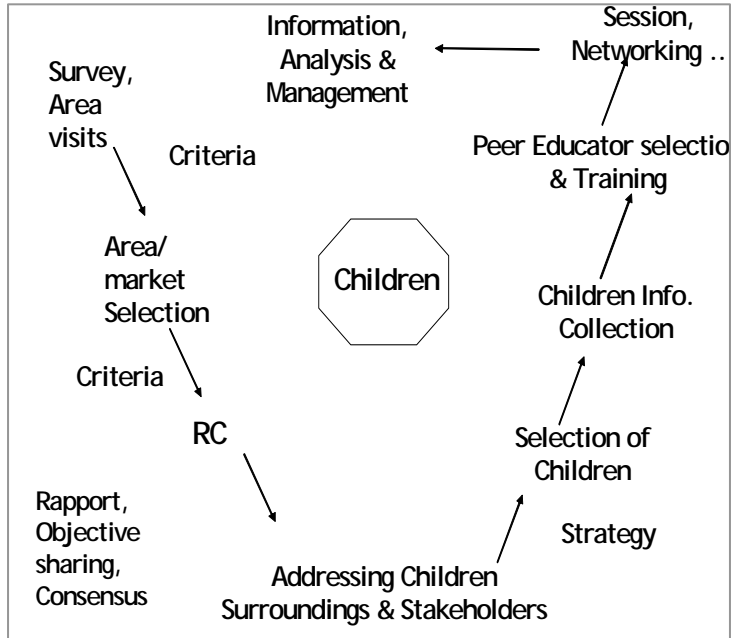 Survey,
Area
visits
Criteria
Area/
market
Selection
Criteria
RC
Rapport,
Objective
sharing,
Consensus
Addressing Children
Surroundings & Stakeholders
Strategy
Selection of
Children
Children Info.
Collection
Peer Educator selectio
& Training
Session,
Networking ..
Information,
Analysis &
Management
Children